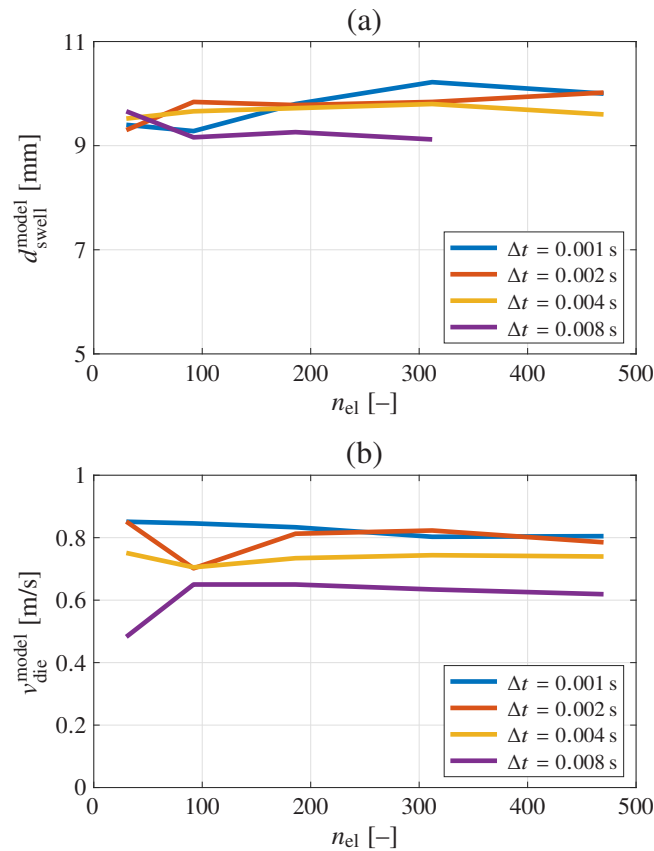 (a)
11
9
7
5
d_swell^model [mm]
0 100 200 300 400 500
n_el [–]
Δt = 0.001 s
Δt = 0.002 s
Δt = 0.004 s
Δt = 0.008 s
(b)
1
0.8
0.6
0.4
0.2
0
v_die^model [m/s]
0 100 200 300 400 500
n_el [–]
Δt = 0.001 s
Δt = 0.002 s
Δt = 0.004 s
Δt = 0.008 s